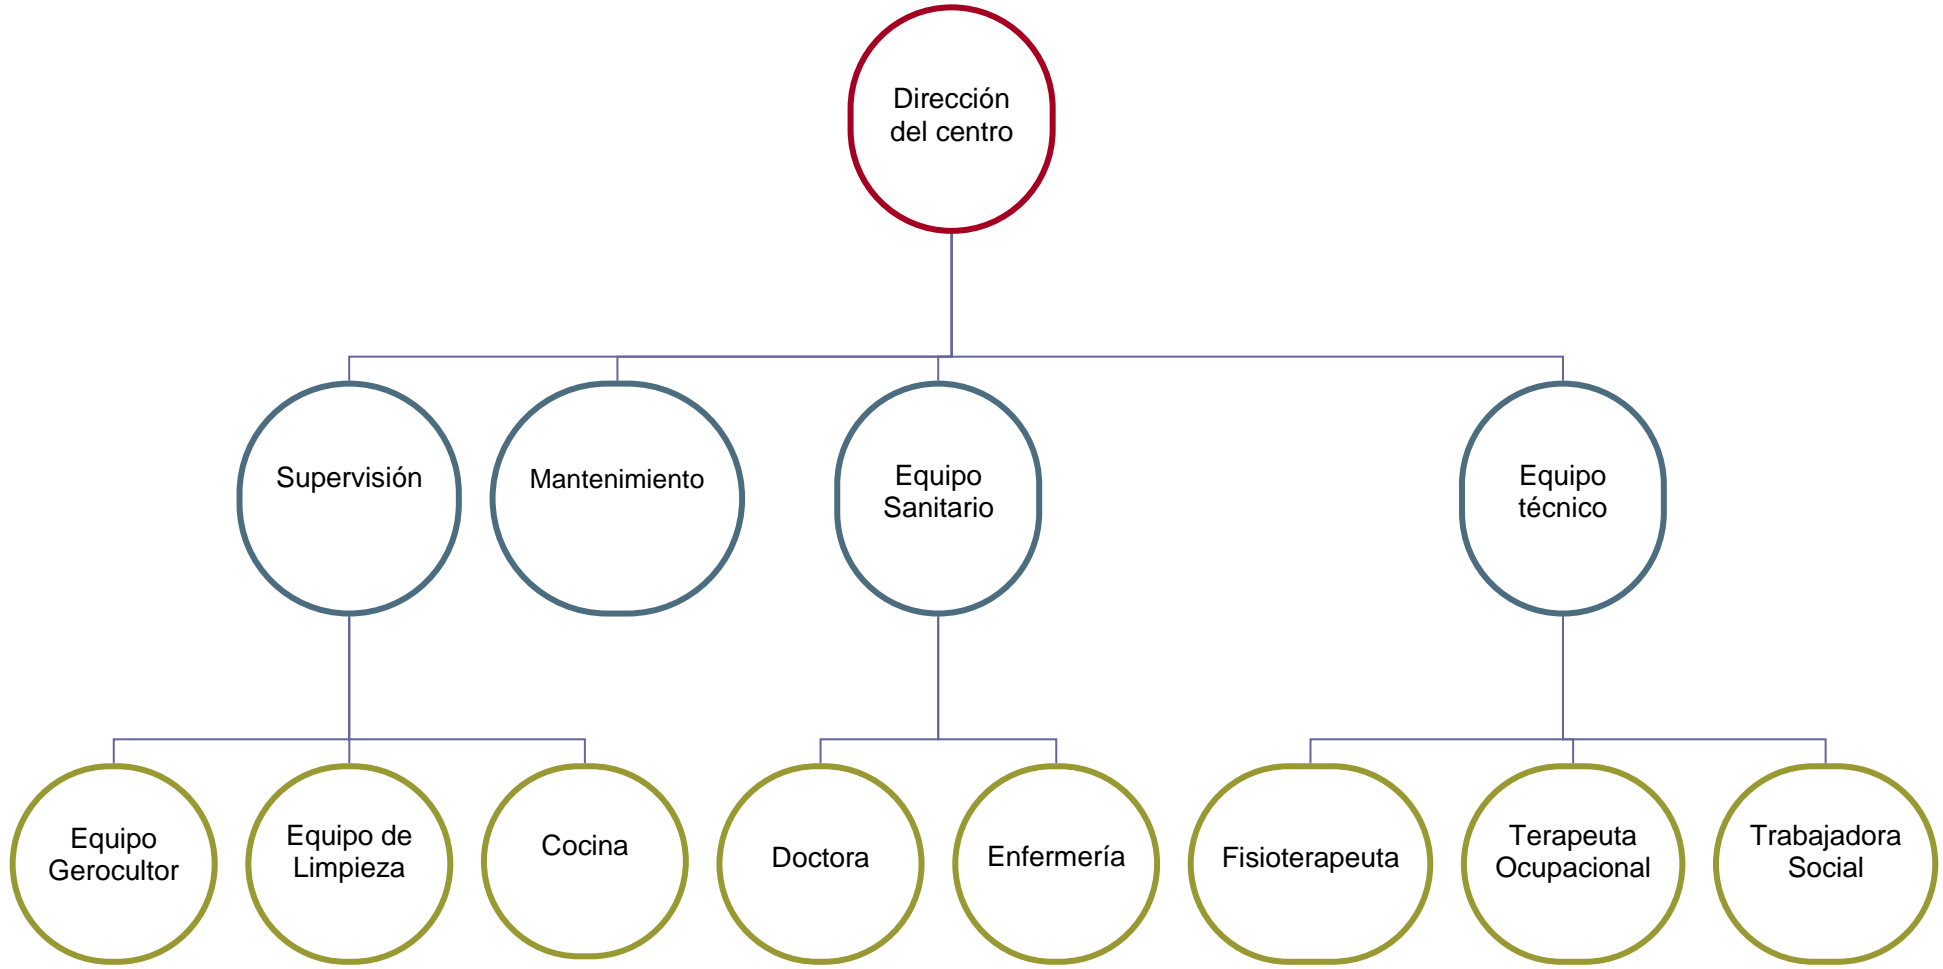 Dirección
del centro
Supervisión
Mantenimiento
Equipo
Sanitario
Equipo
técnico
Equipo
Gerocultor
Equipo de
Limpieza
Cocina
Doctora
Enfermería
Fisioterapeuta
Terapeuta
Ocupacional
Trabajadora
Social